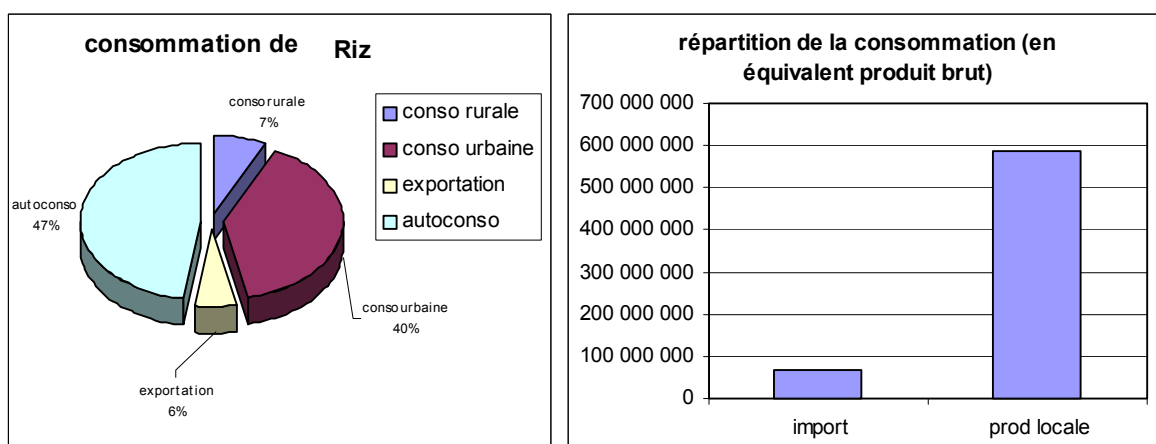 consommation de Riz
conso rurale
7%
conso rurale
conso urbaine
exportation
autoconso
autoconso
47%
conso urbaine
40%
exportation
6%
répartition de la consommation (en
équivalent produit brut)
700 000 000
600 000 000
500 000 000
400 000 000
300 000 000
200 000 000
100 000 000
0
import
prod locale